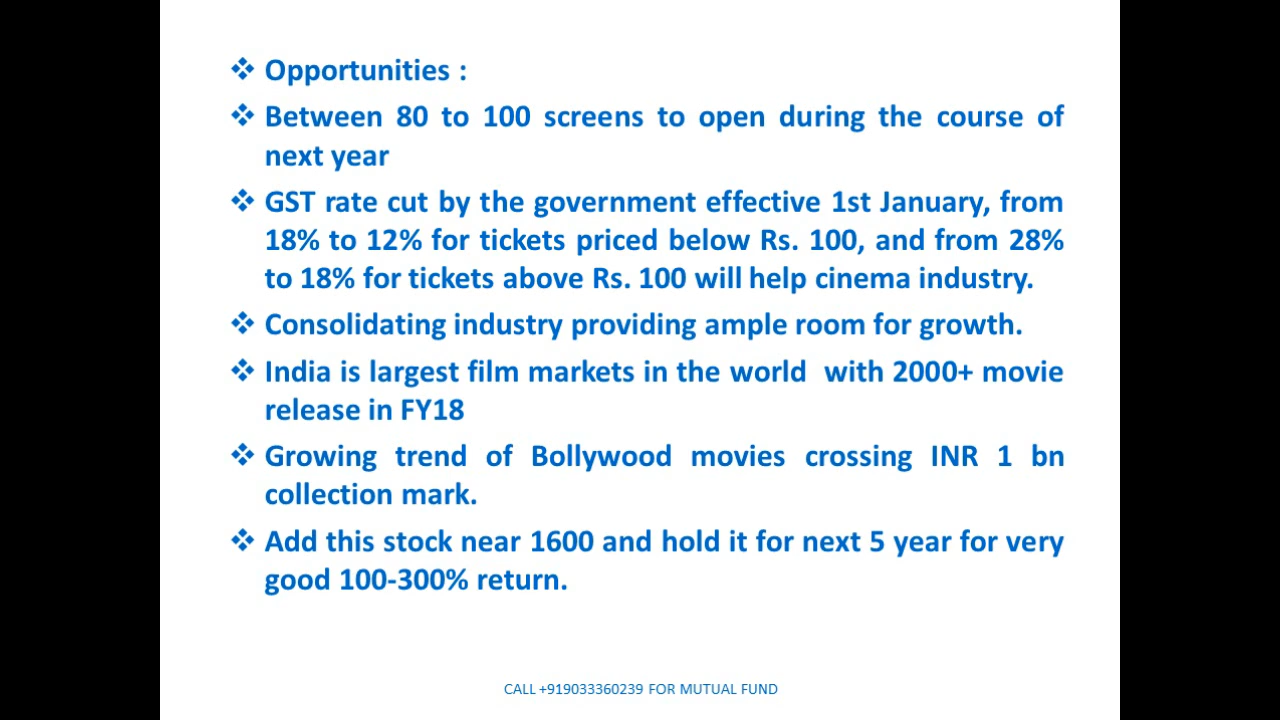 ❖ Opportunities :
❖ Between 80 to 100 screens to open during the course of
next year
❖ GST rate cut by the government effective 1st January, from
18% to 12% for tickets priced below Rs. 100, and from 28%
to 18% for tickets above Rs. 100 will help cinema industry.
❖ Consolidating industry providing ample room for growth.
❖ India is largest film markets in the world  with 2000+ movie
release in FY18
❖ Growing trend of Bollywood movies crossing INR 1 bn
collection mark.
❖ Add this stock near 1600 and hold it for next 5 year for very
good 100-300% return.
CALL +919033360239 FOR MUTUAL FUND